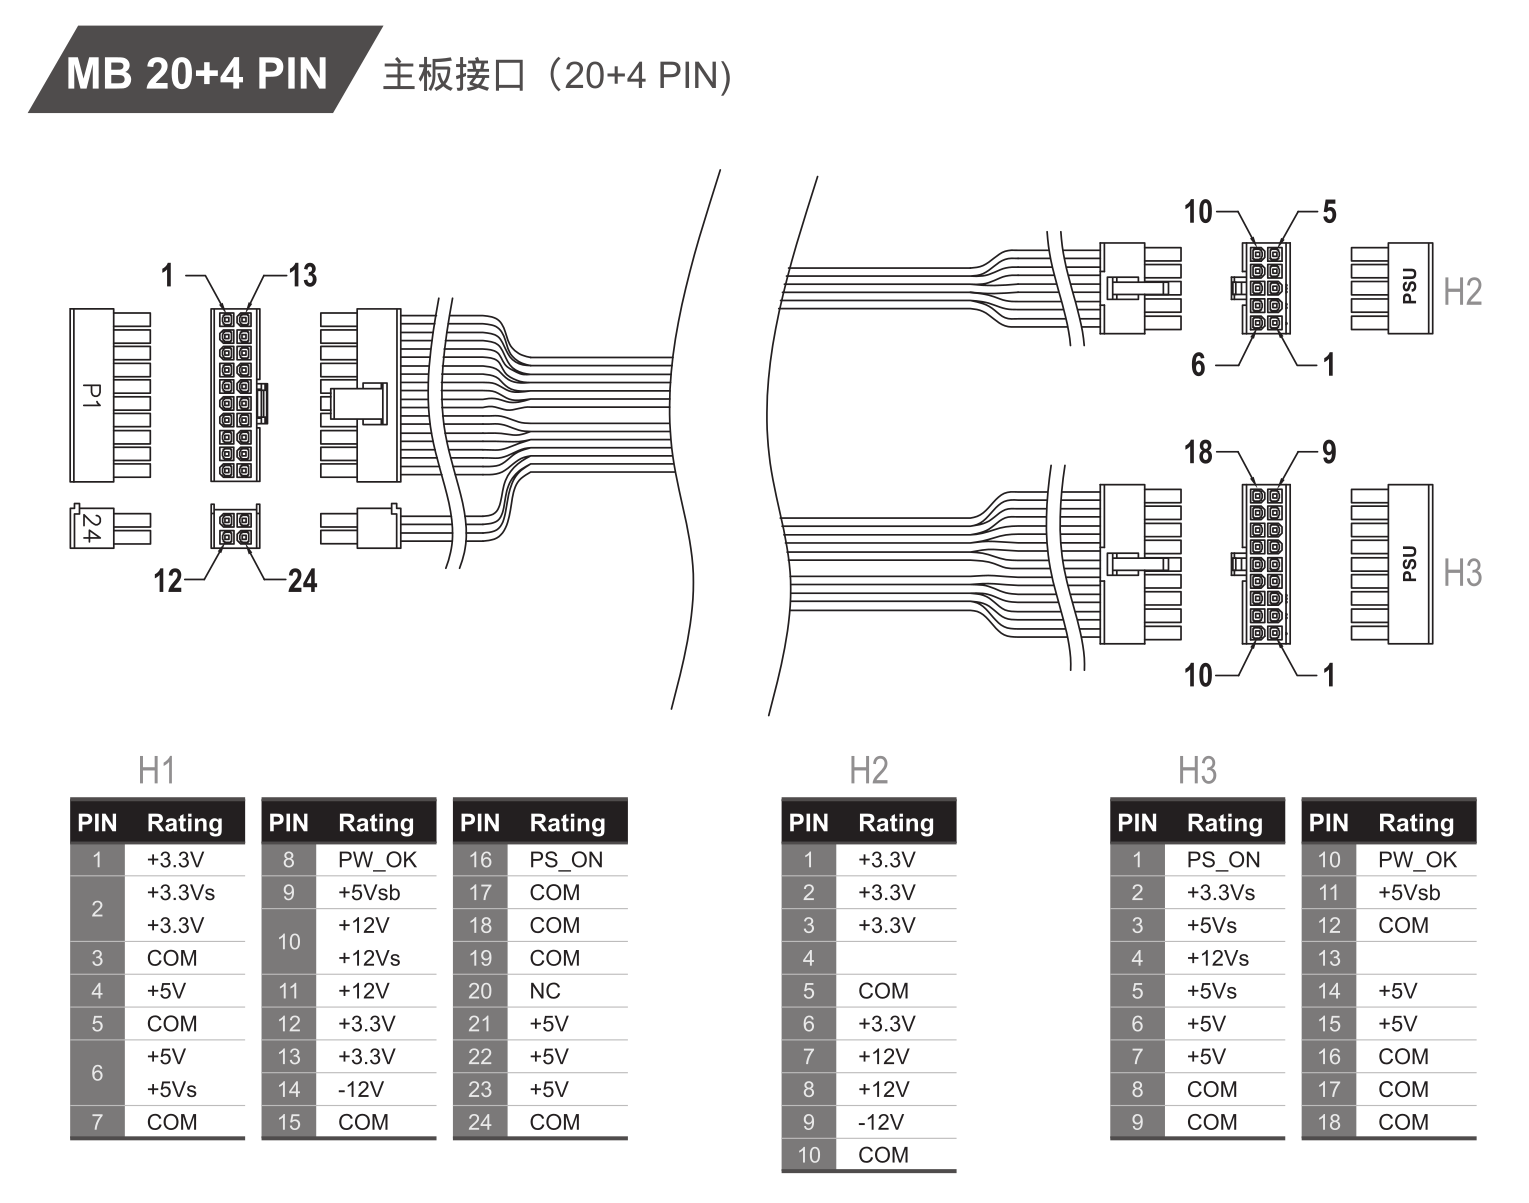 MB 20+4 PIN 主板接口（20+4 PIN)
10 5
1 13
PSU H2
6 1
P1
18 9
24
12 24
PSU H3
10 1
H1
PIN Rating PIN Rating PIN Rating
1 +3.3V 8 PW_OK 16 PS_ON
2 +3.3Vs 9 +5Vsb 17 COM
+3.3V 10 +12V 18 COM
3 COM +12Vs 19 COM
4 +5V 11 +12V 20 NC
5 COM 12 +3.3V 21 +5V
6 +5V 13 +3.3V 22 +5V
+5Vs 14 -12V 23 +5V
7 COM 15 COM 24 COM
H2
PIN Rating
1 +3.3V
2 +3.3V
3 +3.3V
4
5 COM
6 +3.3V
7 +12V
8 +12V
9 -12V
10 COM
H3
PIN Rating PIN Rating
1 PS_ON 10 PW_OK
2 +3.3Vs 11 +5Vsb
3 +5Vs 12 COM
4 +12Vs 13
5 +5Vs 14 +5V
6 +5V 15 +5V
7 +5V 16 COM
8 COM 17 COM
9 COM 18 COM